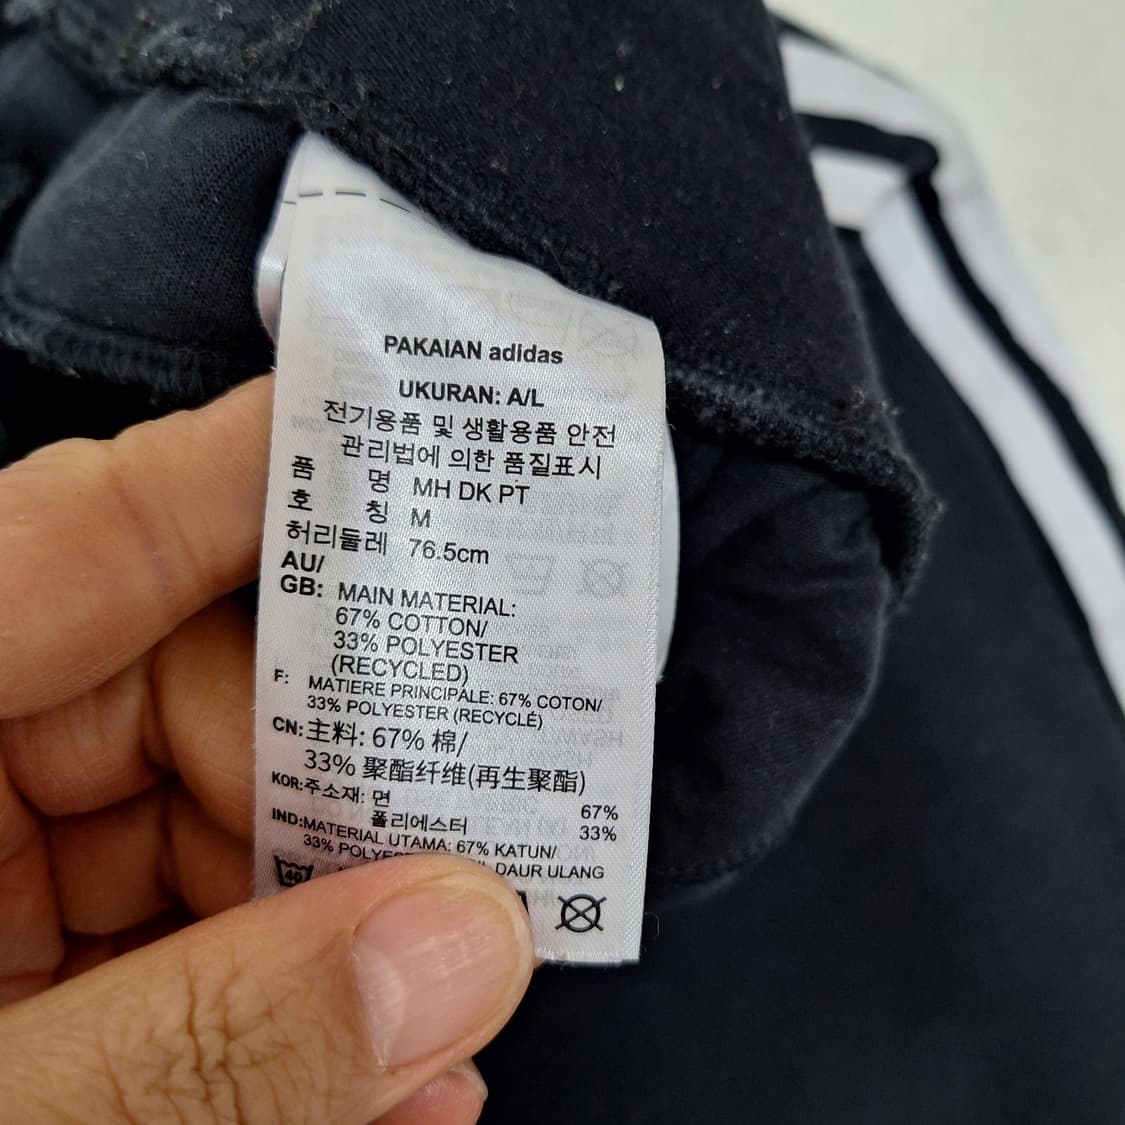 PAKAIAN adidas
UKURAN: A/L
전기용품 및 생활용품 안전
관리법에 의한 품질표시
품 명 MH DK PT
호 칭 M
허리둘레 76.5cm
AU/
GB: MAIN MATERIAL:
67% COTTON/
33% POLYESTER
(RECYCLED)
F: MATIERE PRINCIPALE: 67% COTON/
33% POLYESTER (RECYCLÉ)
CN: 主料: 67% 棉/
33% 聚酯纤维(再生聚酯)
KOR: 주소재: 면 67%
폴리에스터 33%
IND: MATERIAL UTAMA: 67% KATUN/
33% DAUR ULANG
40